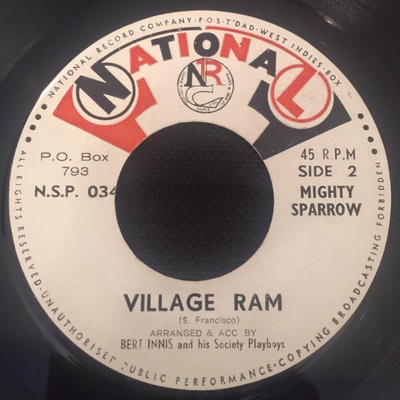 NATIONAL RECORD COMPANY-P-O-S-T'DAD-WEST INDIES-BOX
NATIONAL
NRC
P.O. Box
793
N.S.P. 034
45 R.P.M
SIDE 2
MIGHTY
SPARROW
VILLAGE RAM
(S. Francisco)
ARRANGED & ACC BY
BERT INNIS and his Society Playboys
ALL RIGHTS RESERVED-UNAUTHORISED PUBLIC PERFORMANCE-COPYING BROADCASTING FORBIDDEN